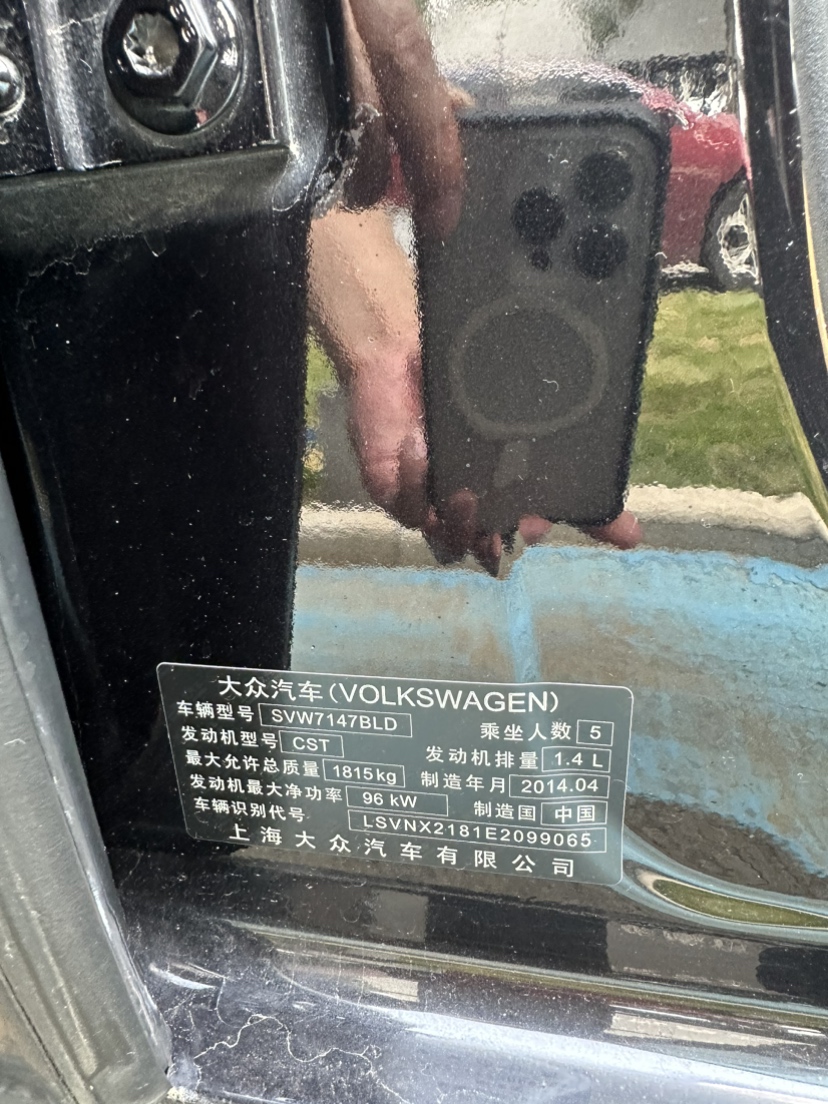 大众汽车(VOLKSWAGEN)
车辆型号 SVW7147BLD 乘坐人数 5
发动机型号 CST 发动机排量 1.4 L
最大允许总质量 1815kg 制造年月 2014.04
发动机最大净功率 96 kW 制造国 中国
车辆识别代号 LSVNX2181E2099065
上海大众汽车有限公司